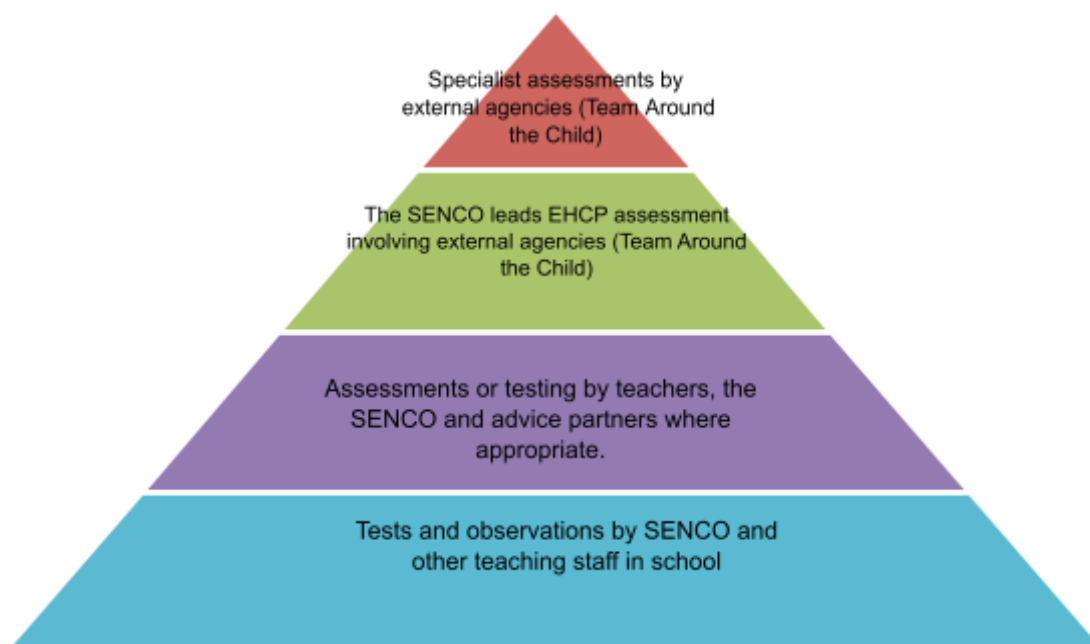 Specialist assessments by
external agencies (Team Around
the Child)
The SENCO leads EHCP assessment
involving external agencies (Team Around
the Child)
Assessments or testing by teachers, the
SENCO and advice partners where
appropriate.
Tests and observations by SENCO and
other teaching staff in school